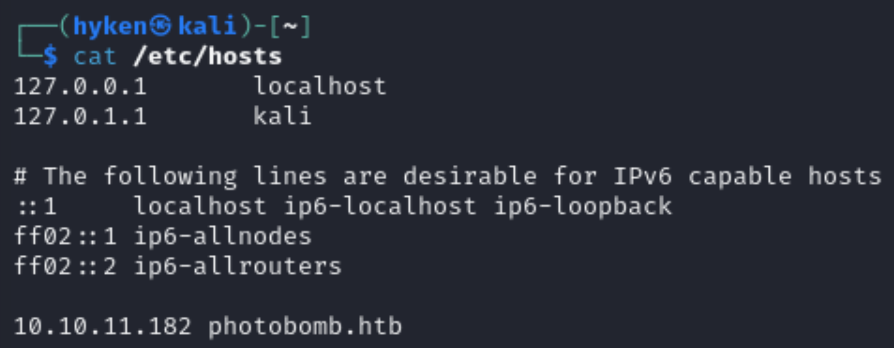 ┌──(hyken㉿kali)-[~]
└─$ cat /etc/hosts
127.0.0.1       localhost
127.0.1.1       kali
# The following lines are desirable for IPv6 capable hosts
::1     localhost ip6-localhost ip6-loopback
ff02::1 ip6-allnodes
ff02::2 ip6-allrouters
10.10.11.182 photobomb.htb